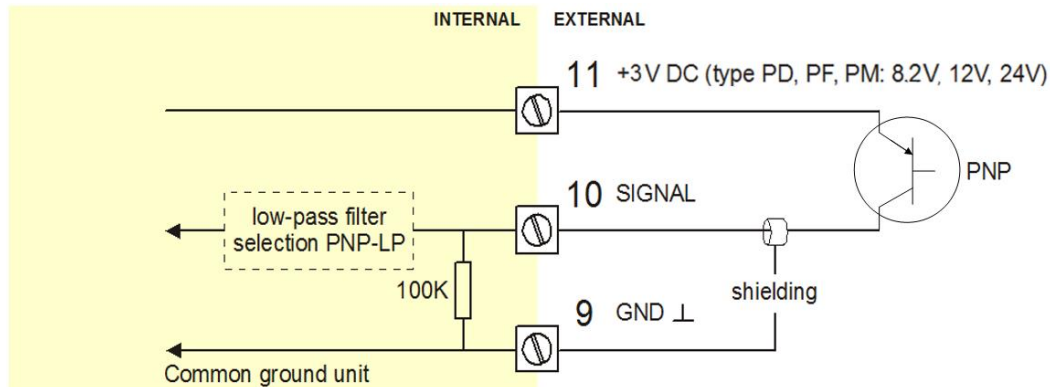 INTERNAL EXTERNAL
11 +3V DC (type PD, PF, PM: 8.2V, 12V, 24V)
PNP
10 SIGNAL
low-pass filter
selection PNP-LP
100K
shielding
9 GND ⊥
Common ground unit